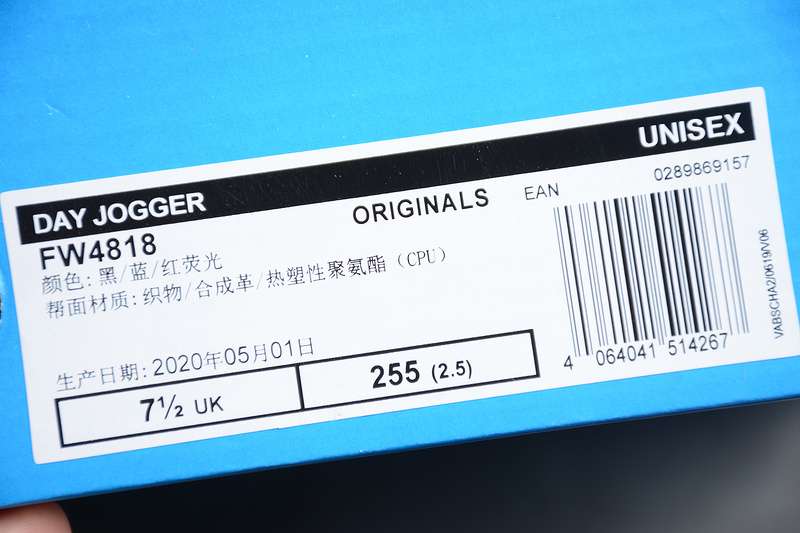 UNISEX
DAY JOGGER
ORIGINALS
EAN
0289869157
FW4818
颜色: 黑/蓝/红荧光
帮面材质: 织物/合成革/热塑性聚氨酯（CPU）
生产日期: 2020年05月01日
7½ UK
255 (2.5)
4 064041 514267
VABSCHA2/0619/V06